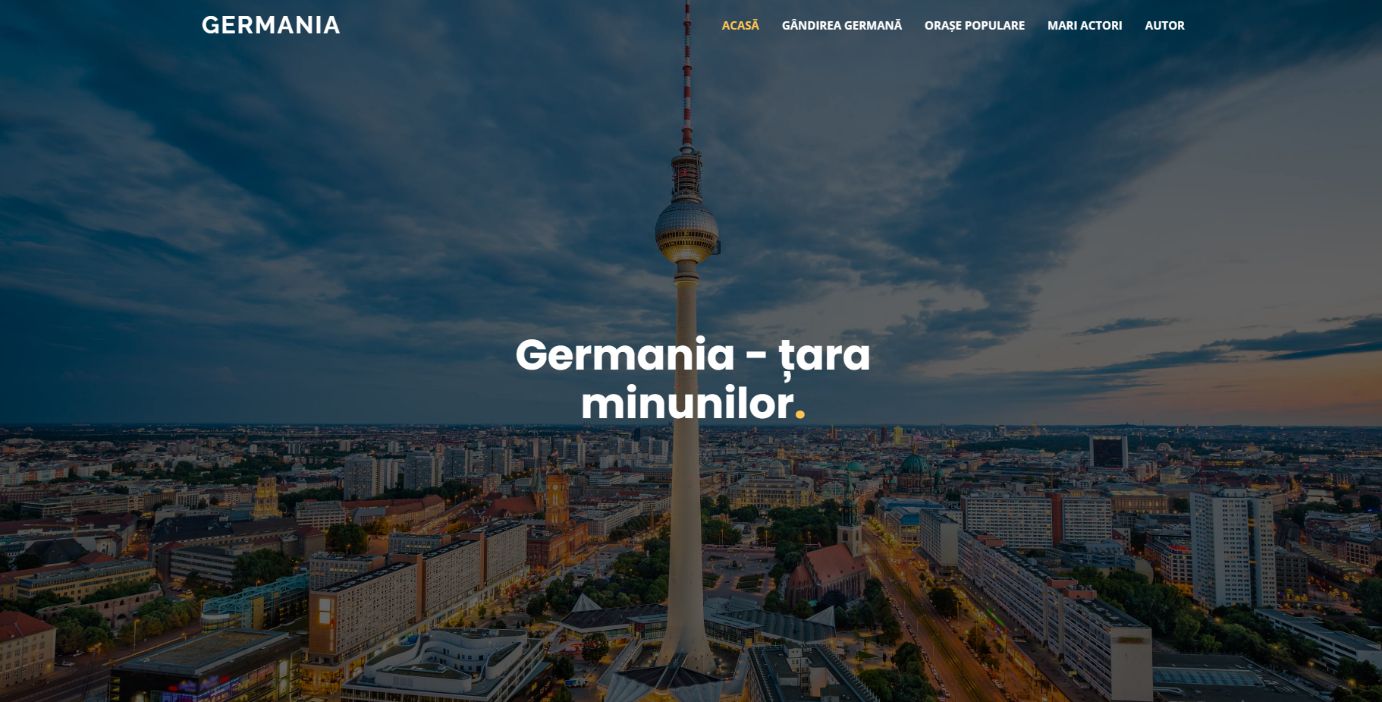 GERMANIA
ACASĂ GÂNDIREA GERMANĂ ORAȘE POPULARE MARI ACTORI AUTOR
Germania - țara
minunilor.